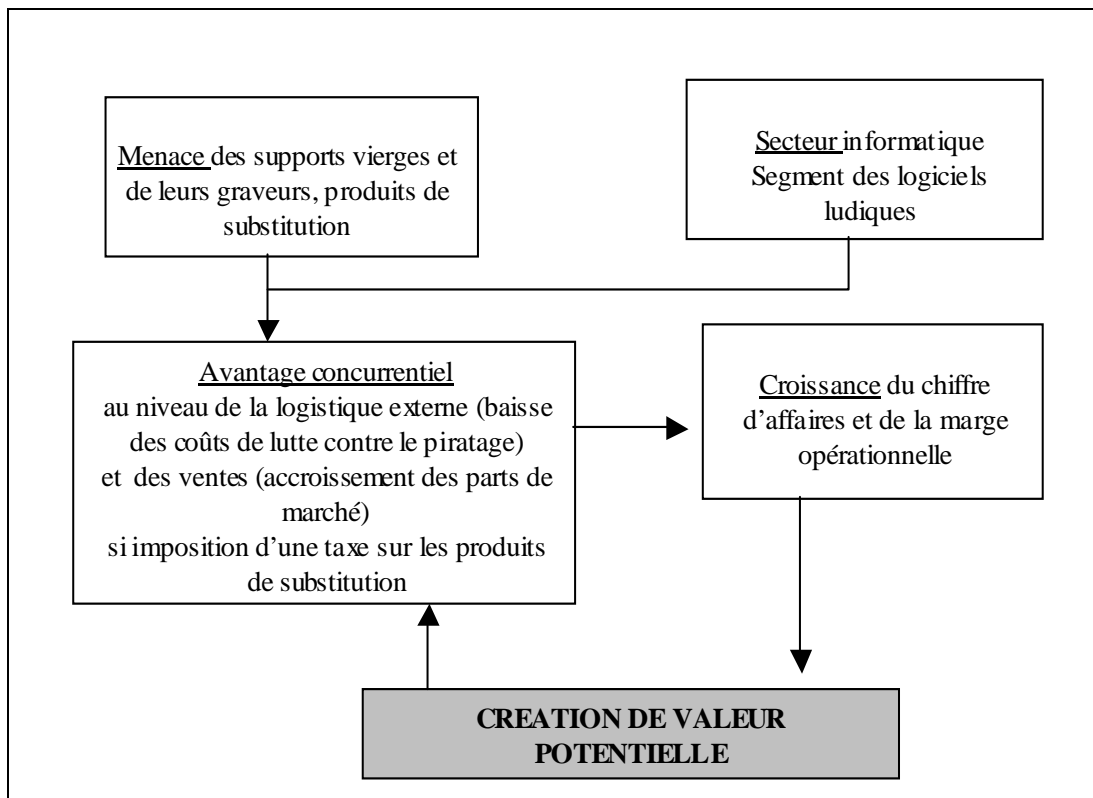 Menace des supports vierges et
de leurs graveurs, produits de
substitution
Secteur informatique
Segment des logiciels
ludiques
Avantage concurrentiel
au niveau de la logistique externe (baisse
des coûts de lutte contre le piratage)
et des ventes (accroissement des parts de
marché)
si imposition d'une taxe sur les produits
de substitution
Croissance du chiffre
d'affaires et de la marge
opérationnelle
CREATION DE VALEUR
POTENTIELLE